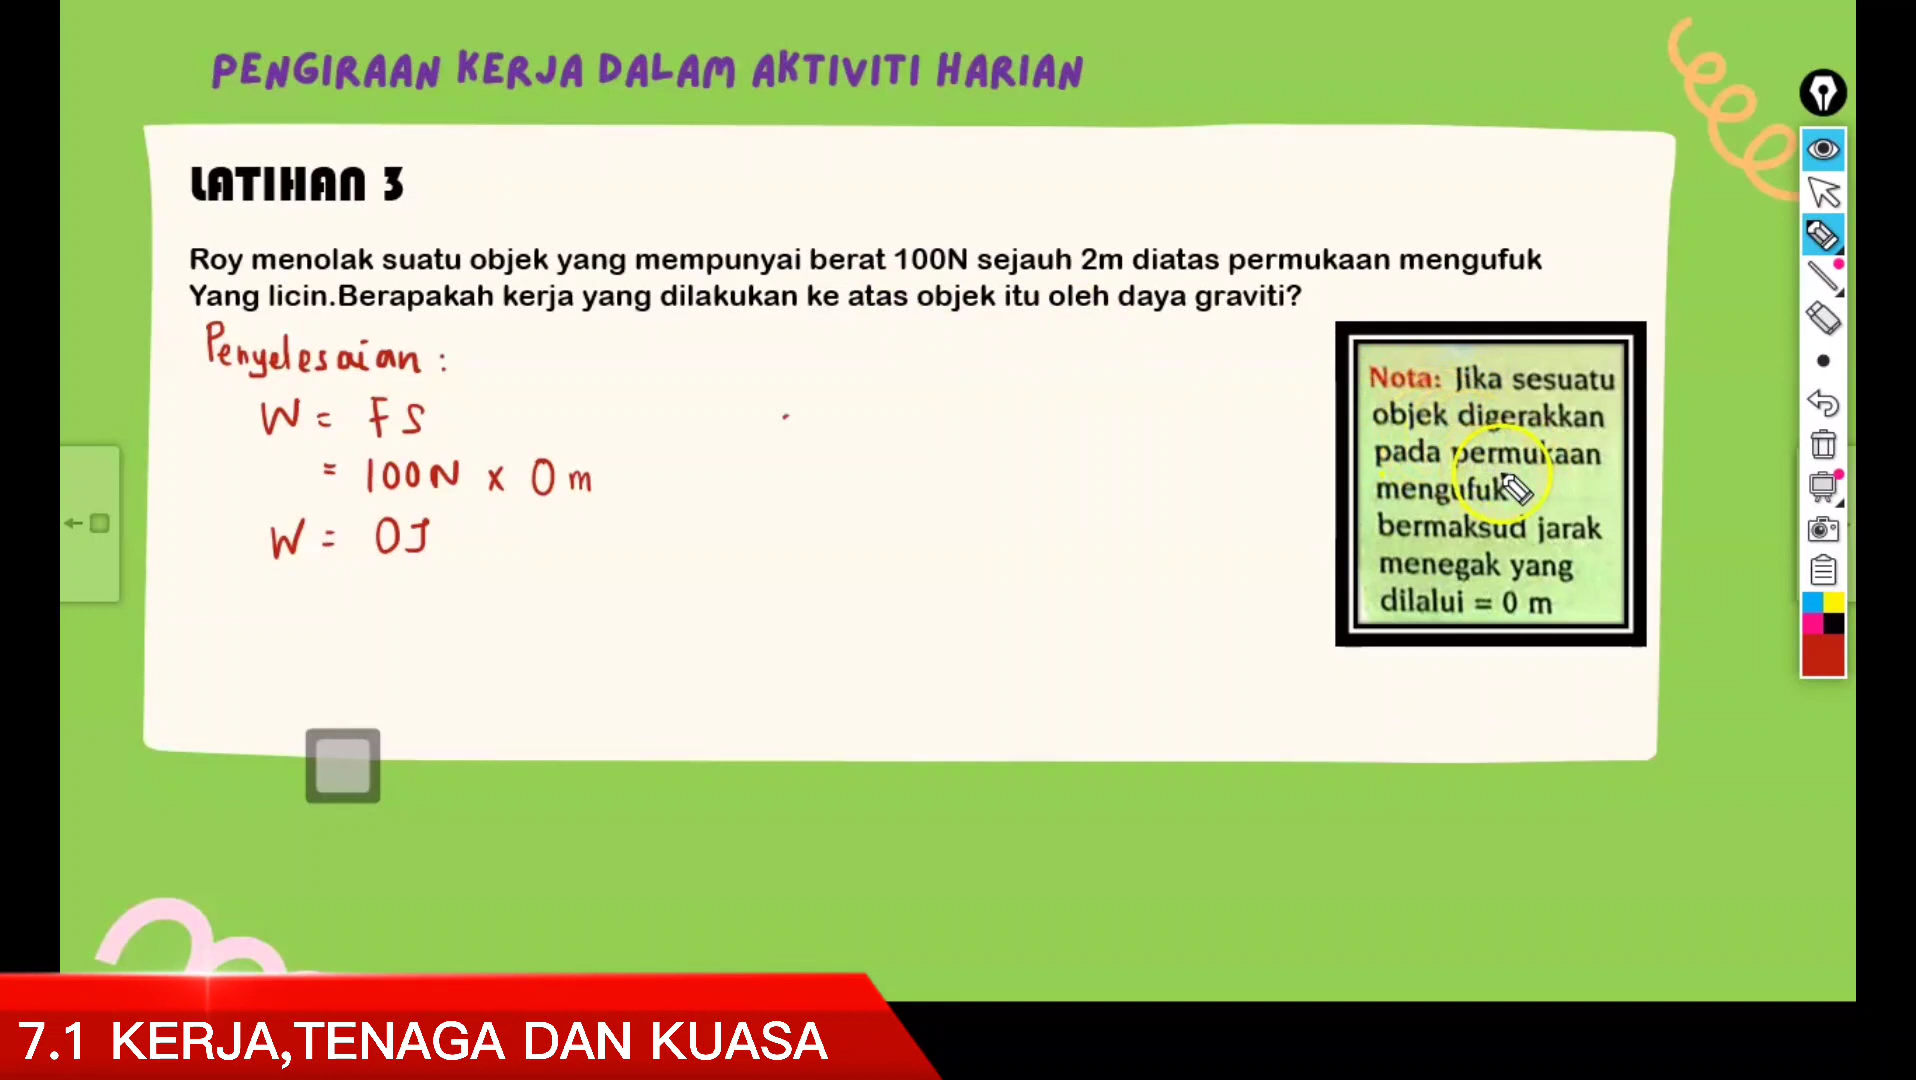 PENGIRAAN KERJA DALAM AKTIVITI HARIAN
LATIHAN 3
Roy menolak suatu objek yang mempunyai berat 100N sejauh 2m diatas permukaan mengufuk
Yang licin.Berapakah kerja yang dilakukan ke atas objek itu oleh daya graviti?
Penyelesaian :
W = FS
= 100N x 0 m
W = 0J
Nota: Jika sesuatu
objek digerakkan
pada permukaan
mengufuk
bermaksud jarak
menegak yang
dilalui = 0 m
7.1 KERJA,TENAGA DAN KUASA